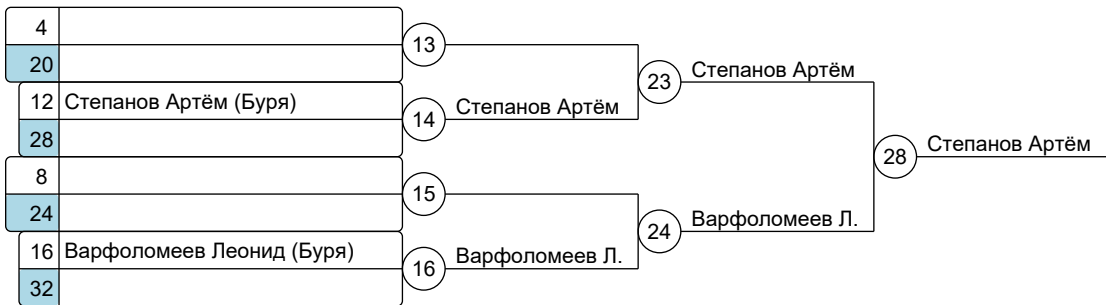 4
13
20
Степанов Артём
23
12 Степанов Артём (Буря)
Степанов Артём
14
28
Степанов Артём
28
8
15
24
Варфоломеев Л.
24
16 Варфоломеев Леонид (Буря)
Варфоломеев Л.
16
32